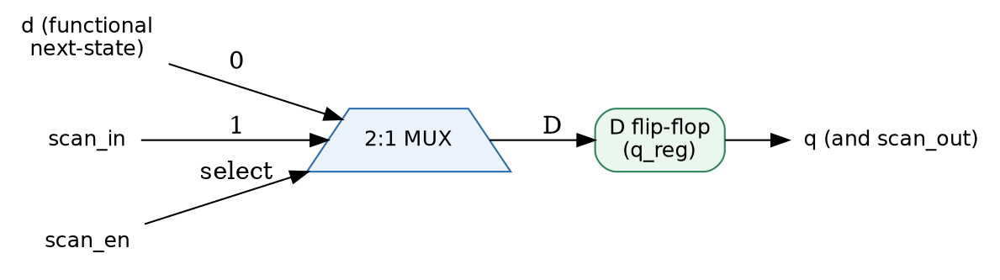 d (functional
next-state)
0
scan_in
1
2:1 MUX
D
D flip-flop
(q_reg)
q (and scan_out)
select
scan_en